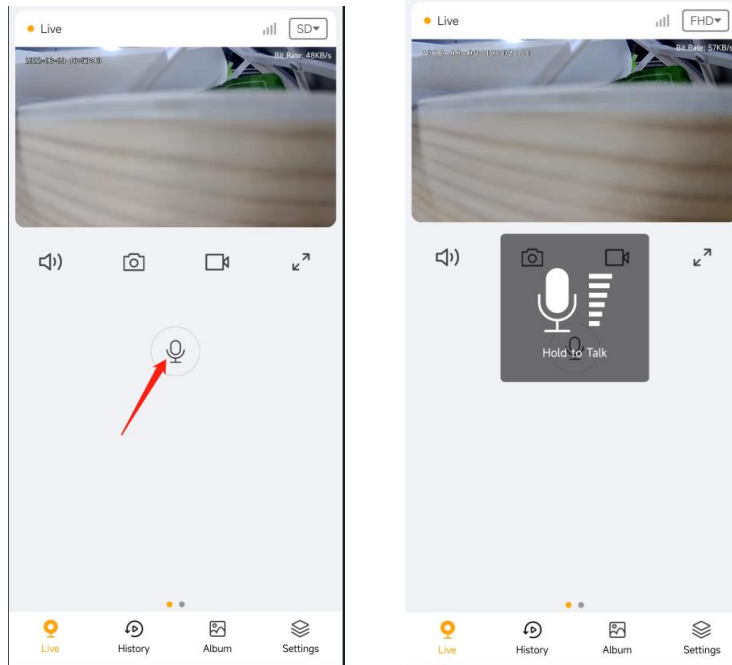 Live
SD
Bit Rate: 48KB/s
Live
History
Album
Settings
Live
FHD
Bit Rate: 57KB/s
Hold to Talk
Live
History
Album
Settings